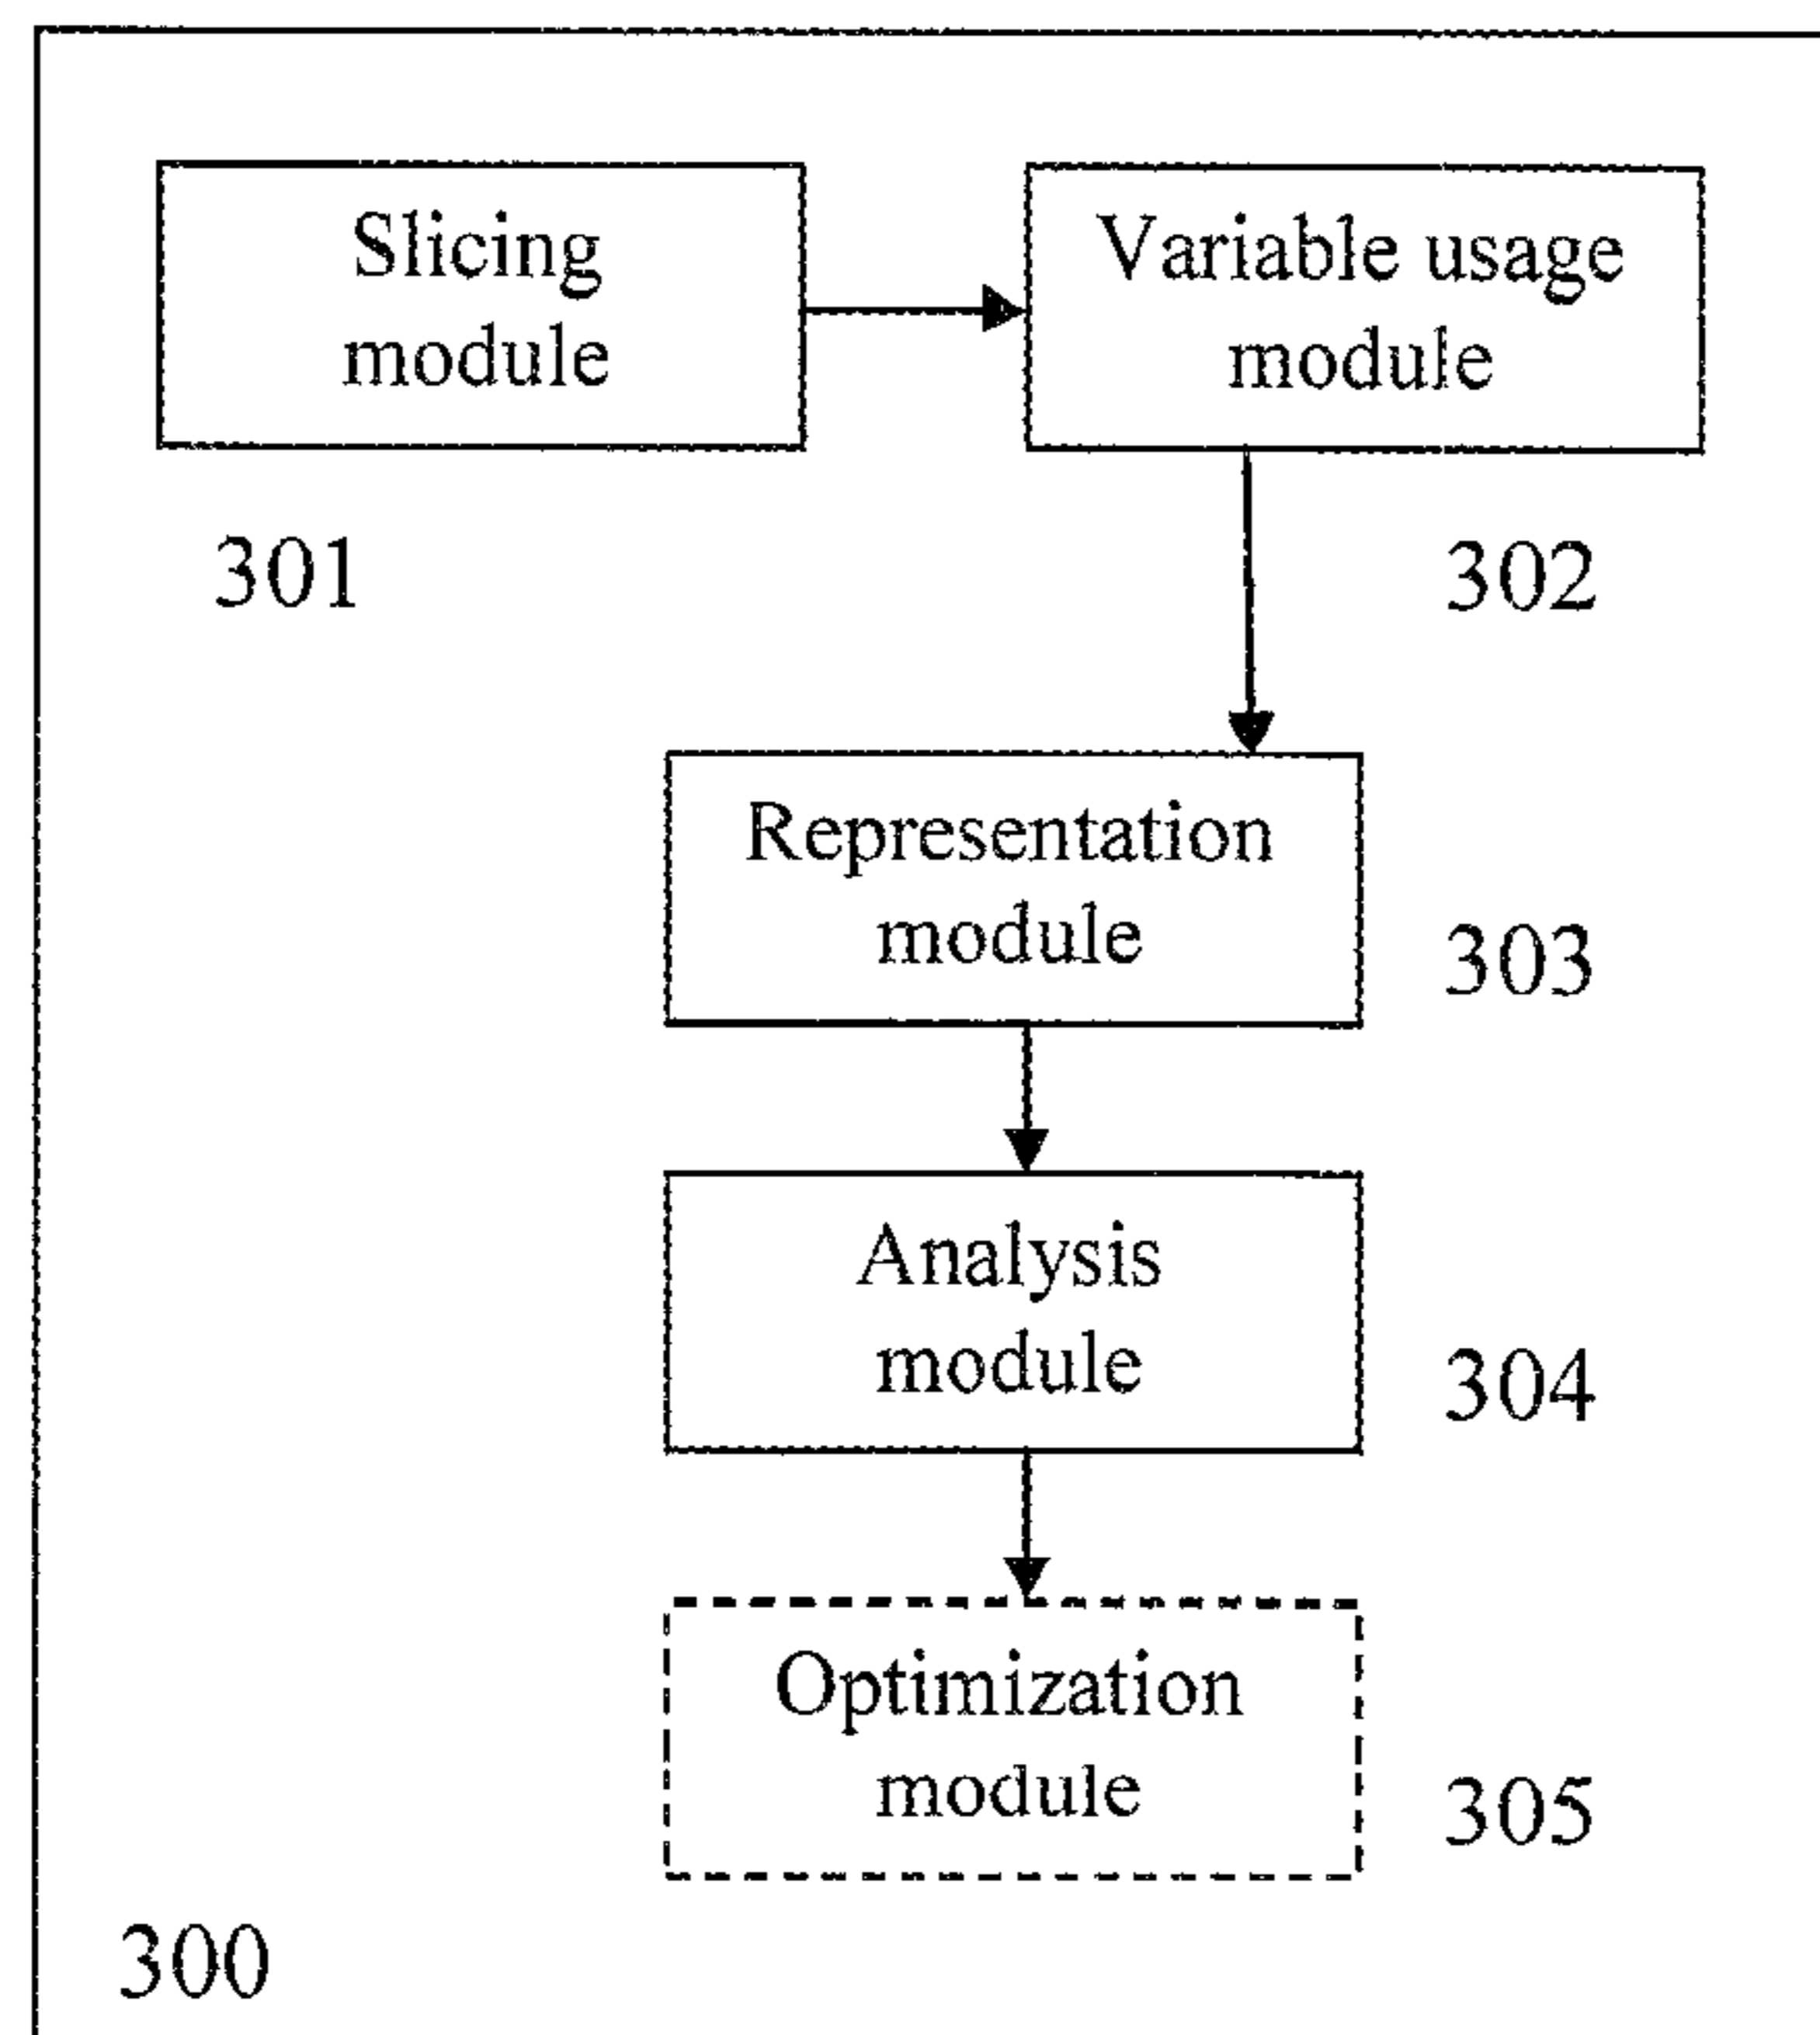 Slicing
module
Variable usage
module
301
302
Representation
module
303
Analysis
module
304
Optimization
module
305
300